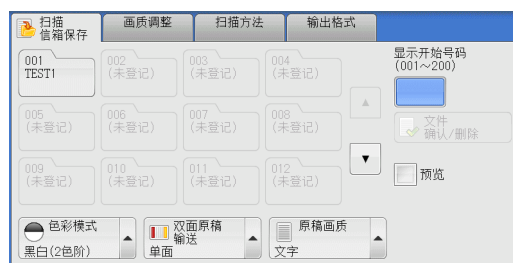 扫描
信箱保存
画质调整
扫描方法
输出格式
001
TEST1
002
(未登记)
003
(未登记)
004
(未登记)
显示开始号码
(001～200)
005
(未登记)
006
(未登记)
007
(未登记)
008
(未登记)
文件
确认/删除
009
(未登记)
010
(未登记)
011
(未登记)
012
(未登记)
预览
色彩模式
黑白(2色阶)
双面原稿
输送
单面
原稿画质
文字